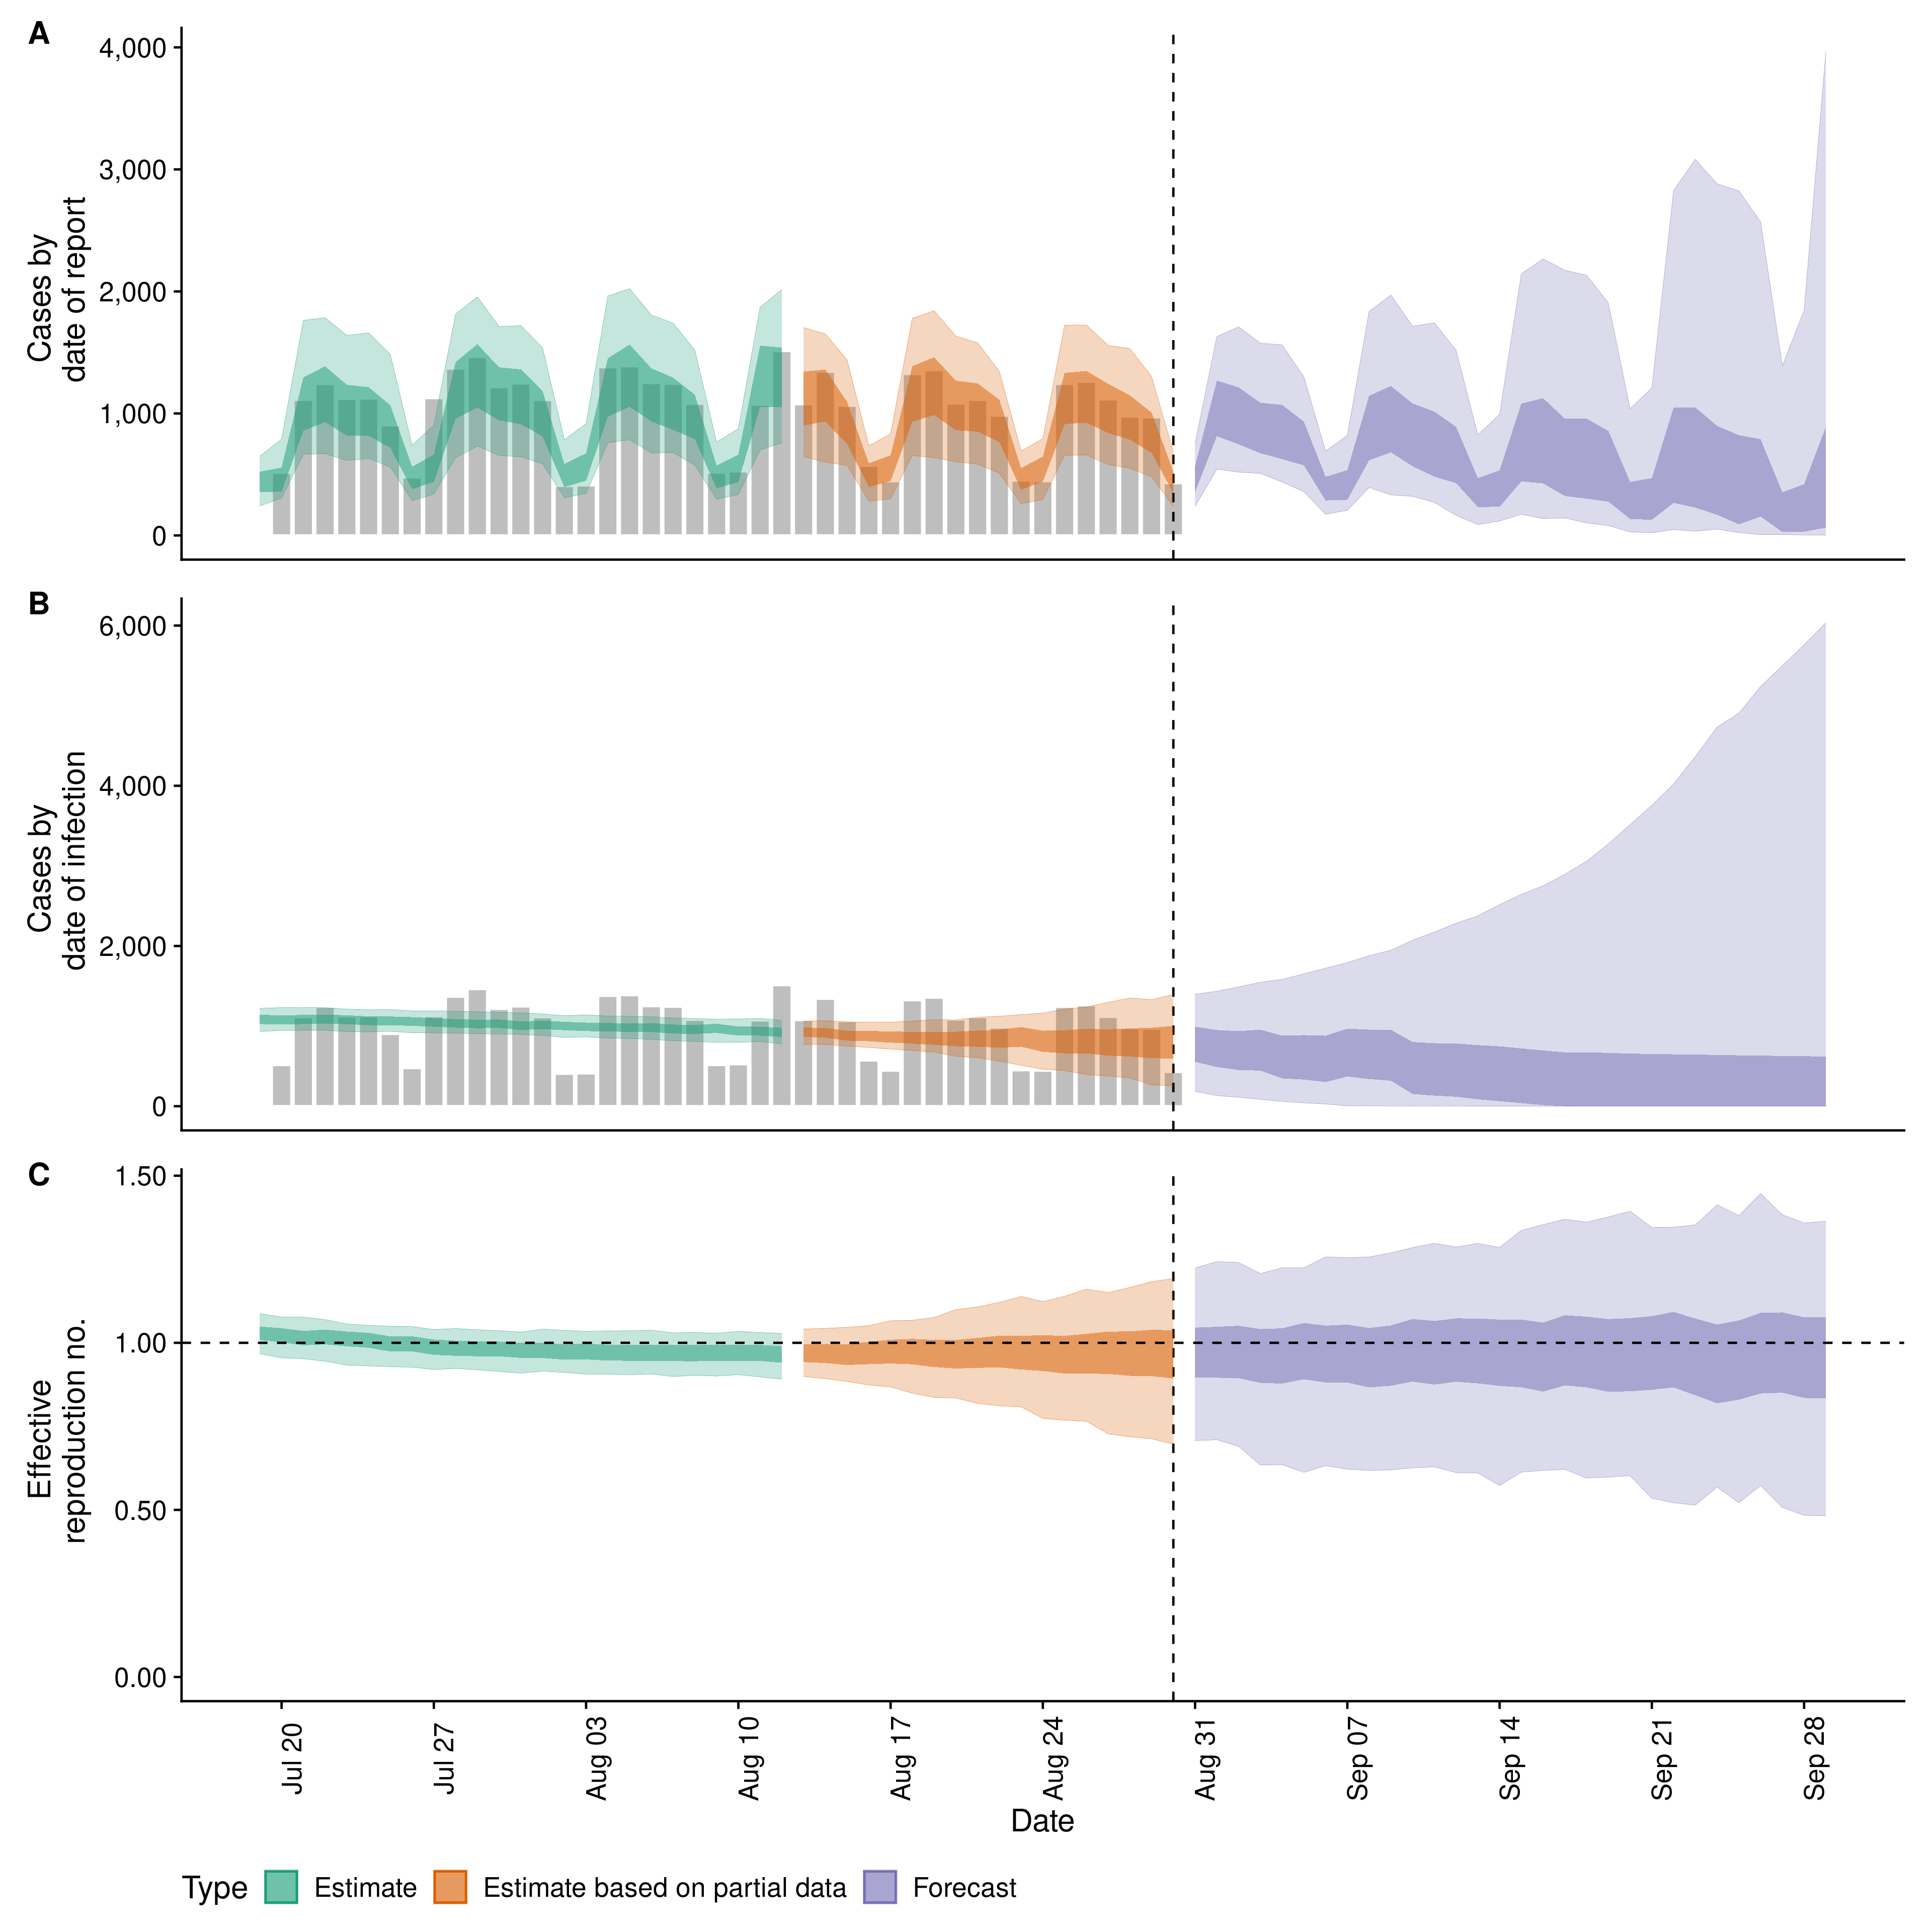 A
4,000
3,000
2,000
1,000
0
Cases by
date of report
B
6,000
4,000
2,000
0
Cases by
date of infection
C
1.50
1.00
0.50
0.00
Effective
reproduction no.
Jul 20
Jul 27
Aug 03
Aug 10
Aug 17
Aug 24
Aug 31
Sep 07
Sep 14
Sep 21
Sep 28
Date
Type Estimate Estimate based on partial data Forecast